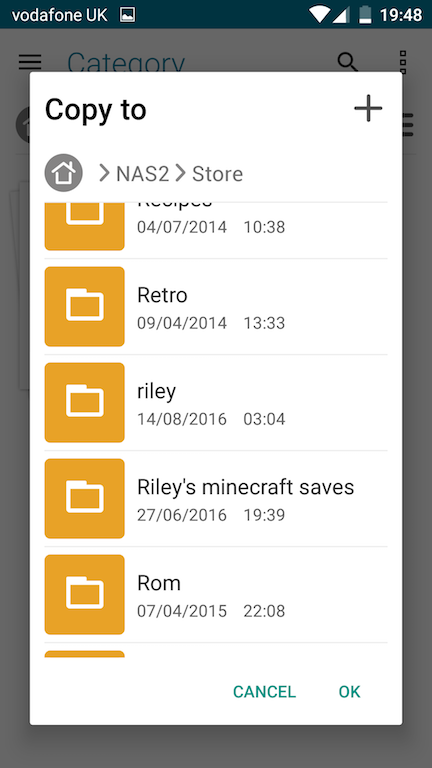 vodafone UK 19:48
Category
Copy to
NAS2 Store
Recipes
04/07/2014 10:38
Retro
09/04/2014 13:33
riley
14/08/2016 03:04
Riley's minecraft saves
27/06/2016 19:39
Rom
07/04/2015 22:08
CANCEL OK